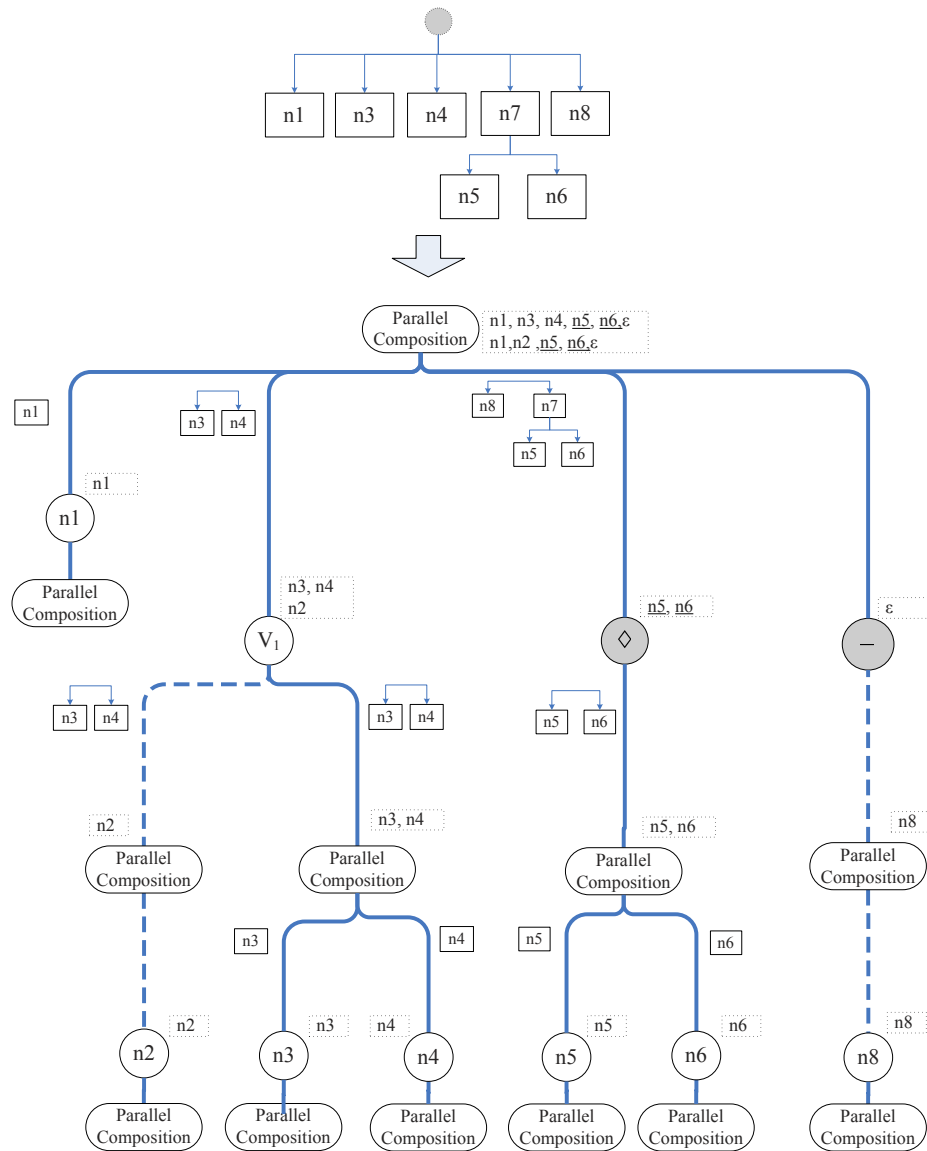 n1 n3 n4 n7 n8
n5 n6
Parallel
Composition
n1, n3, n4, n5, n6,ε
n1,n2 ,n5, n6,ε
n1
n3 n4
n8 n7
n5 n6
n1
n1
Parallel
Composition
n3, n4
n2
V1
n5, n6
◊
ε
–
n3 n4
n3 n4
n5 n6
n2
Parallel
Composition
n3, n4
Parallel
Composition
n5, n6
Parallel
Composition
n8
Parallel
Composition
n3
n4
n5
n6
n2
n2
n3
n3
n4
n4
n5
n5
n6
n6
n8
n8
Parallel
Composition
Parallel
Composition
Parallel
Composition
Parallel
Composition
Parallel
Composition
Parallel
Composition